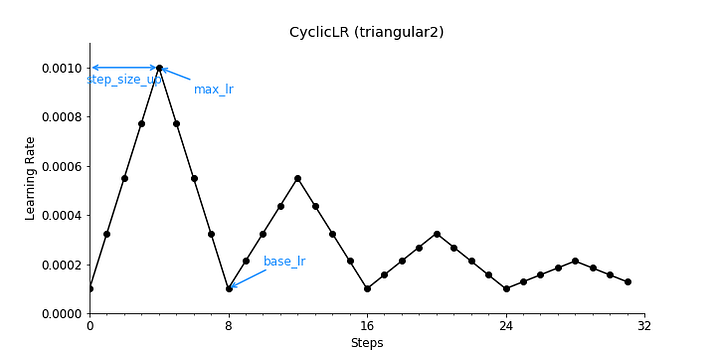 CyclicLR (triangular2)
0.0010
step_size_up
max_lr
0.0008
0.0006
Learning Rate
0.0004
base_lr
0.0002
0.0000
0 8 16 24 32
Steps